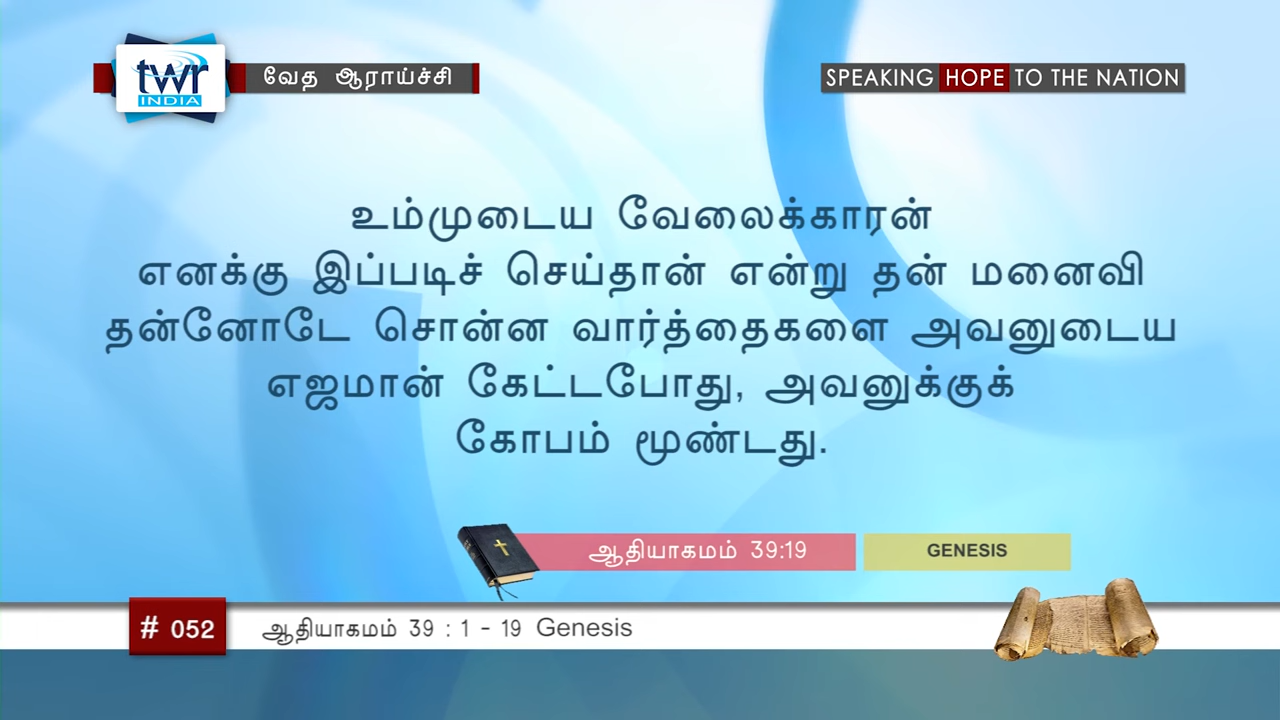 twr
INDIA
வேத ஆராய்ச்சி
SPEAKING HOPE TO THE NATION
உம்முடைய வேலைக்காரன்
எனக்கு இப்படிச் செய்தான் என்று தன் மனைவி
தன்னோடே சொன்ன வார்த்தைகளை அவனுடைய
எஜமான் கேட்டபோது, அவனுக்குக்
கோபம் மூண்டது.
ஆதியாகமம் 39:19
GENESIS
# 052
ஆதியாகமம் 39 : 1 - 19 Genesis